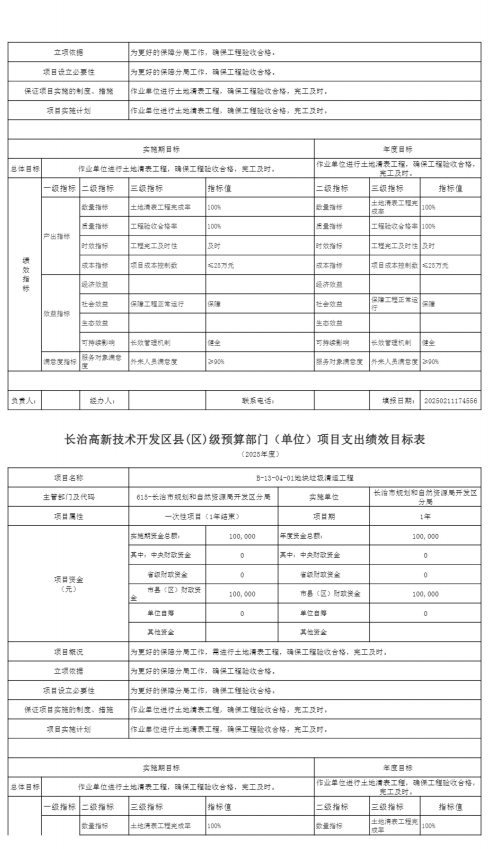 立项依据 为更好的保障分局工作，确保工程验收合格。
项目设立必要性 为更好的保障分局工作，确保工程验收合格。
保证项目实施的制度、措施 作业单位进行土地清表工程，确保工程验收合格，完工及时。
项目实施计划 作业单位进行土地清表工程，确保工程验收合格，完工及时。
实施期目标 年度目标
总体目标 作业单位进行土地清表工程，确保工程验收合格，完工及时。 作业单位进行土地清表工程，确保工程验收合格，完工及时。
绩效指标 一级指标 二级指标 三级指标 指标值 二级指标 三级指标 指标值
产出指标 数量指标 土地清表工程完成率 100% 数量指标 土地清表工程完成率 100%
质量指标 工程验收合格率 100% 质量指标 工程验收合格率 100%
时效指标 工程完工及时性 及时 时效指标 工程完工及时性 及时
成本指标 项目成本控制数 ≤25万元 成本指标 项目成本控制数 ≤25万元
效益指标 经济效益 经济效益
社会效益 保障工程正常运行 保障 社会效益 保障工程正常运行 保障
生态效益 生态效益
可持续影响 长效管理机制 健全 可持续影响 长效管理机制 健全
满意度指标 服务对象满意度 外来人员满意度 ≥90% 服务对象满意度 外来人员满意度 ≥90%
负责人： 经办人： 联系电话： 填报日期： 20250211174556
长治高新技术开发区县(区)级预算部门（单位）项目支出绩效目标表
（2025年度）
项目名称 B-13-04-01地块垃圾清运工程
主管部门及代码 615-长治市规划和自然资源局开发区分局 实施单位 长治市规划和自然资源局开发区分局
项目属性 一次性项目（1年结束） 项目期 1年
项目资金（元） 实施期资金总额： 100,000 年度资金总额： 100,000
其中：中央财政资金 0 其中：中央财政资金 0
省级财政资金 0 省级财政资金 0
市县（区）财政资金 100,000 市县（区）财政资金 100,000
单位自筹 0 单位自筹 0
其他资金 其他资金
项目概况 为更好的保障分局工作，需进行土地清表工程，确保工程验收合格，完工及时。
立项依据 为更好的保障分局工作，确保工程验收合格。
项目设立必要性 为更好的保障分局工作，确保工程验收合格。
保证项目实施的制度、措施 作业单位进行土地清表工程，确保工程验收合格，完工及时。
项目实施计划 作业单位进行土地清表工程，确保工程验收合格，完工及时。
实施期目标 年度目标
总体目标 作业单位进行土地清表工程，确保工程验收合格，完工及时。 作业单位进行土地清表工程，确保工程验收合格，完工及时。
一级指标 二级指标 三级指标 指标值 二级指标 三级指标 指标值
数量指标 土地清表工程完成率 100% 数量指标 土地清表工程完成率 100%